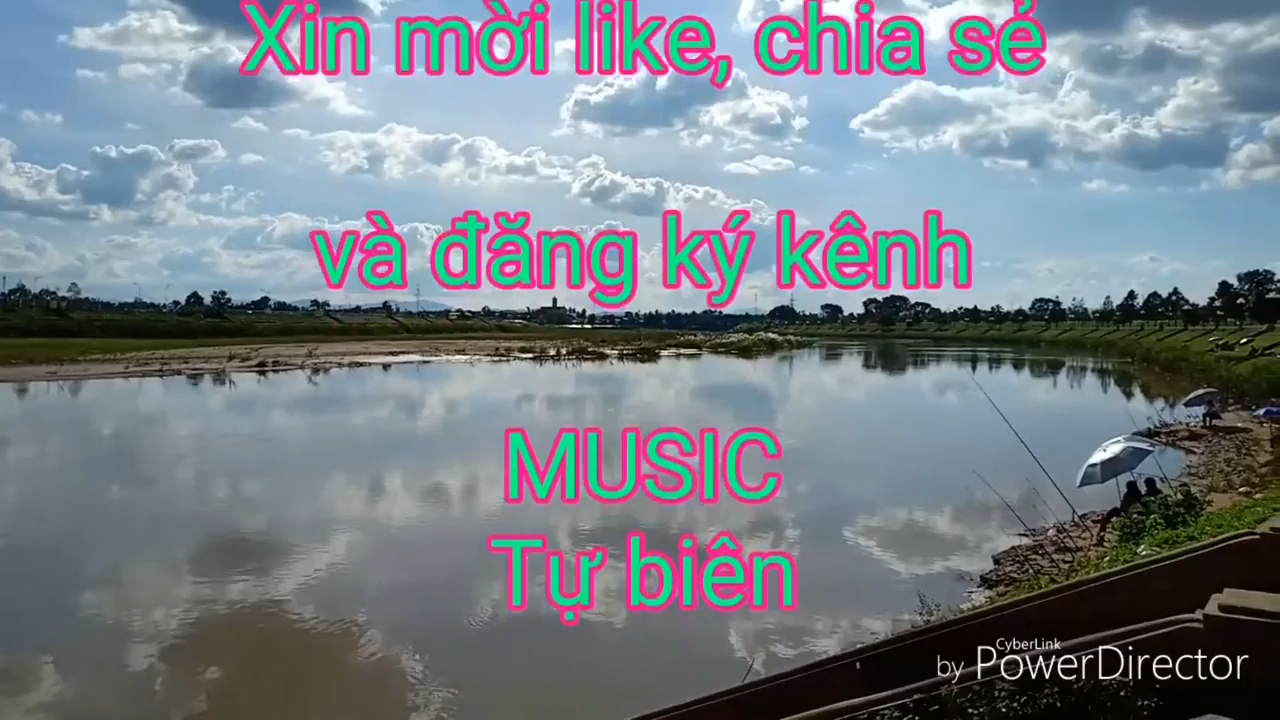 Xin mời like, chia sẻ
và đăng ký kênh
MUSIC
Tự biên
CyberLink
by PowerDirector